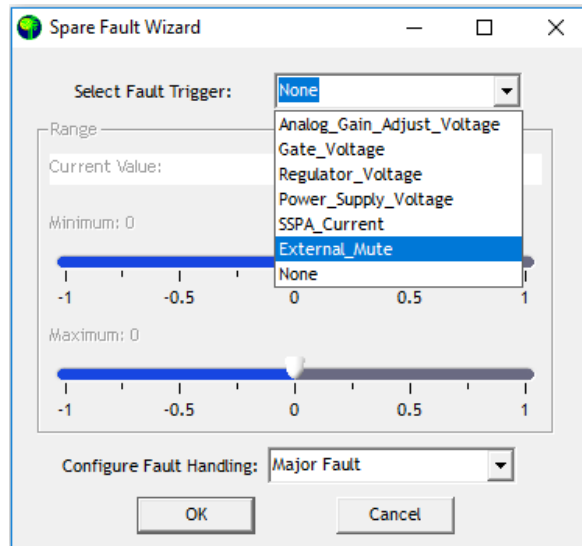 Spare Fault Wizard
Select Fault Trigger: None
Analog_Gain_Adjust_Voltage
Gate_Voltage
Regulator_Voltage
Power_Supply_Voltage
SSPA_Current
External_Mute
None
Range
Current Value:
Minimum: 0
-1 -0.5 0 0.5 1
Maximum: 0
-1 -0.5 0 0.5 1
Configure Fault Handling: Major Fault
OK Cancel